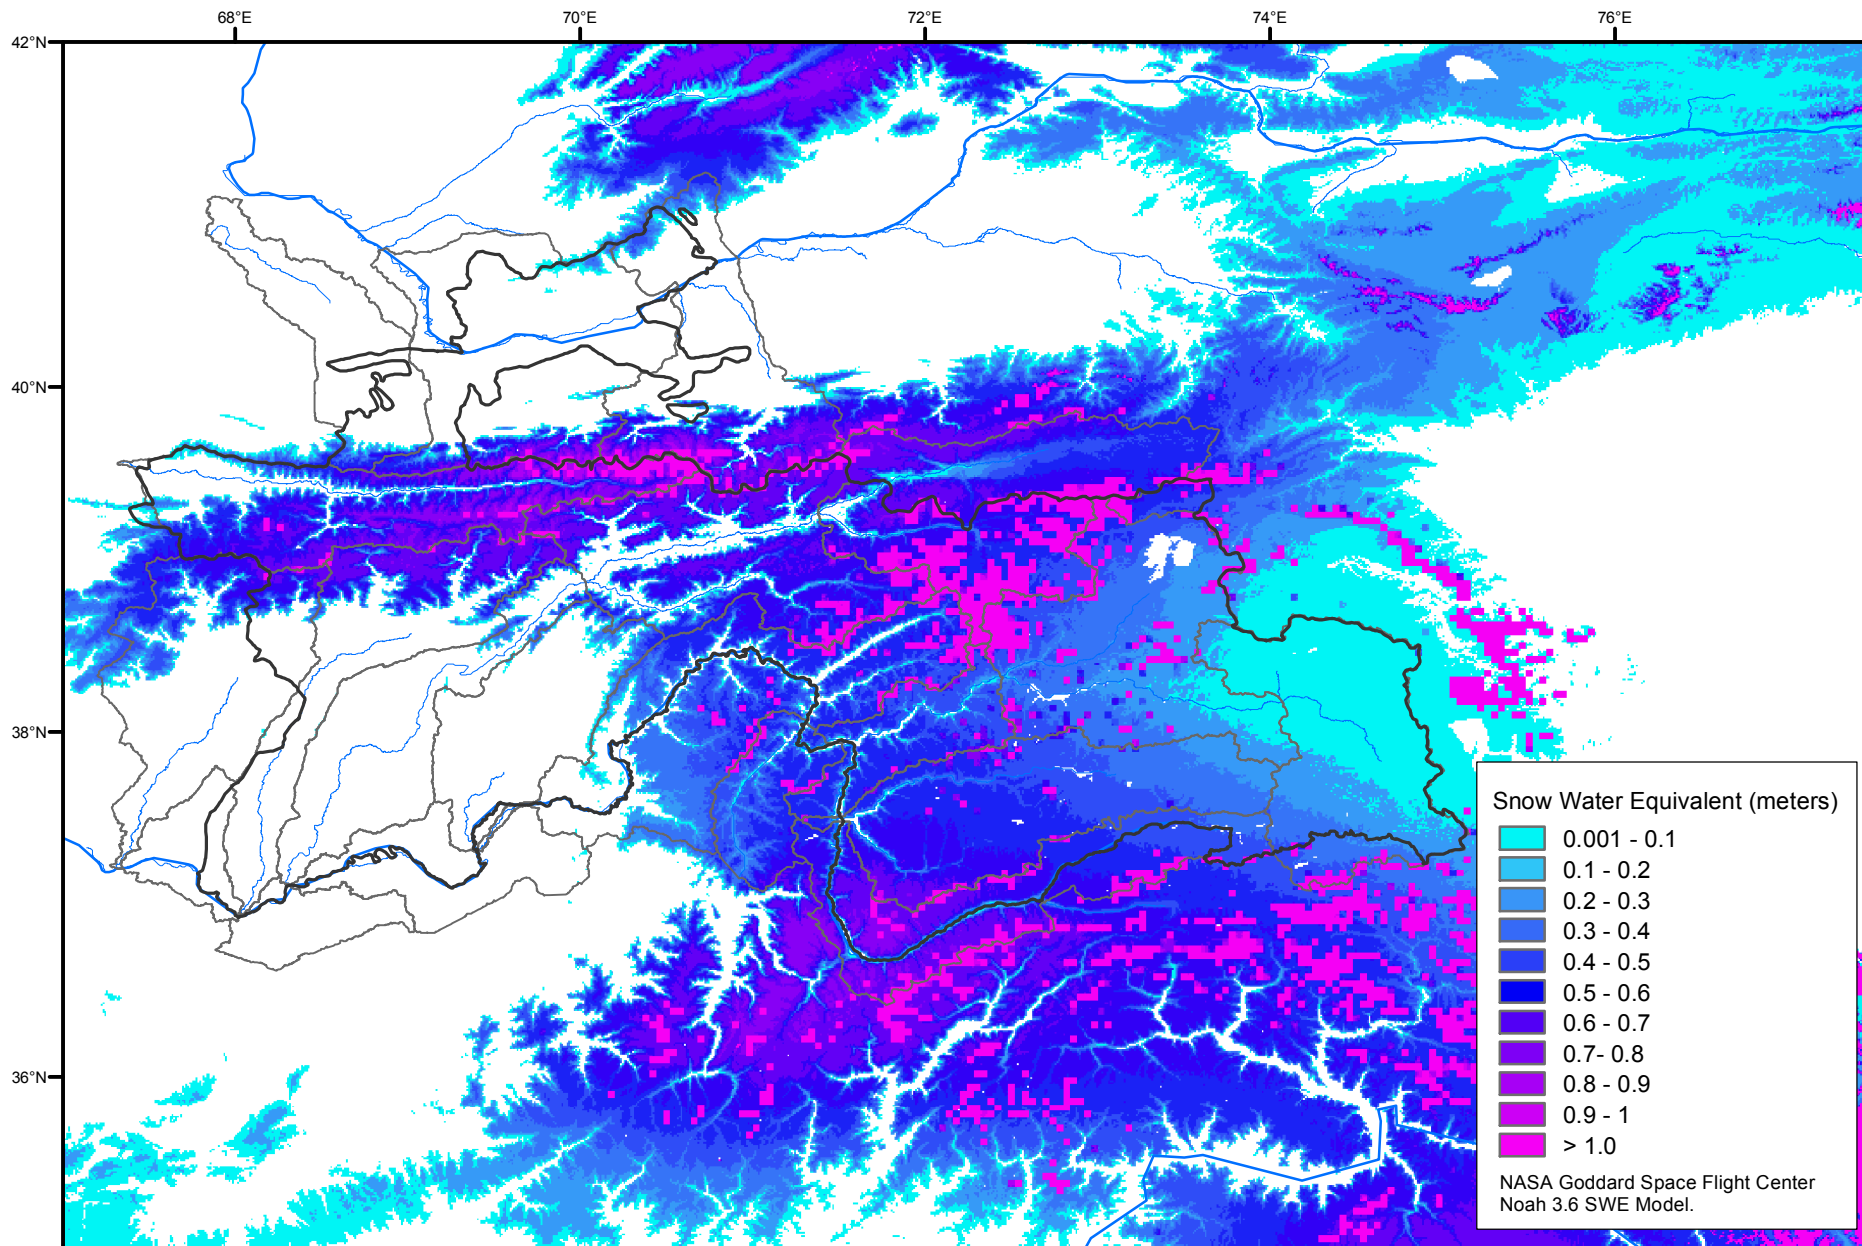 68°E
70°E
72°E
74°E
76°E
42°N
40°N
38°N
36°N
Snow Water Equivalent (meters)
0.001 - 0.1
0.1 - 0.2
0.2 - 0.3
0.3 - 0.4
0.4 - 0.5
0.5 - 0.6
0.6 - 0.7
0.7- 0.8
0.8 - 0.9
0.9 - 1
> 1.0
NASA Goddard Space Flight Center
Noah 3.6 SWE Model.